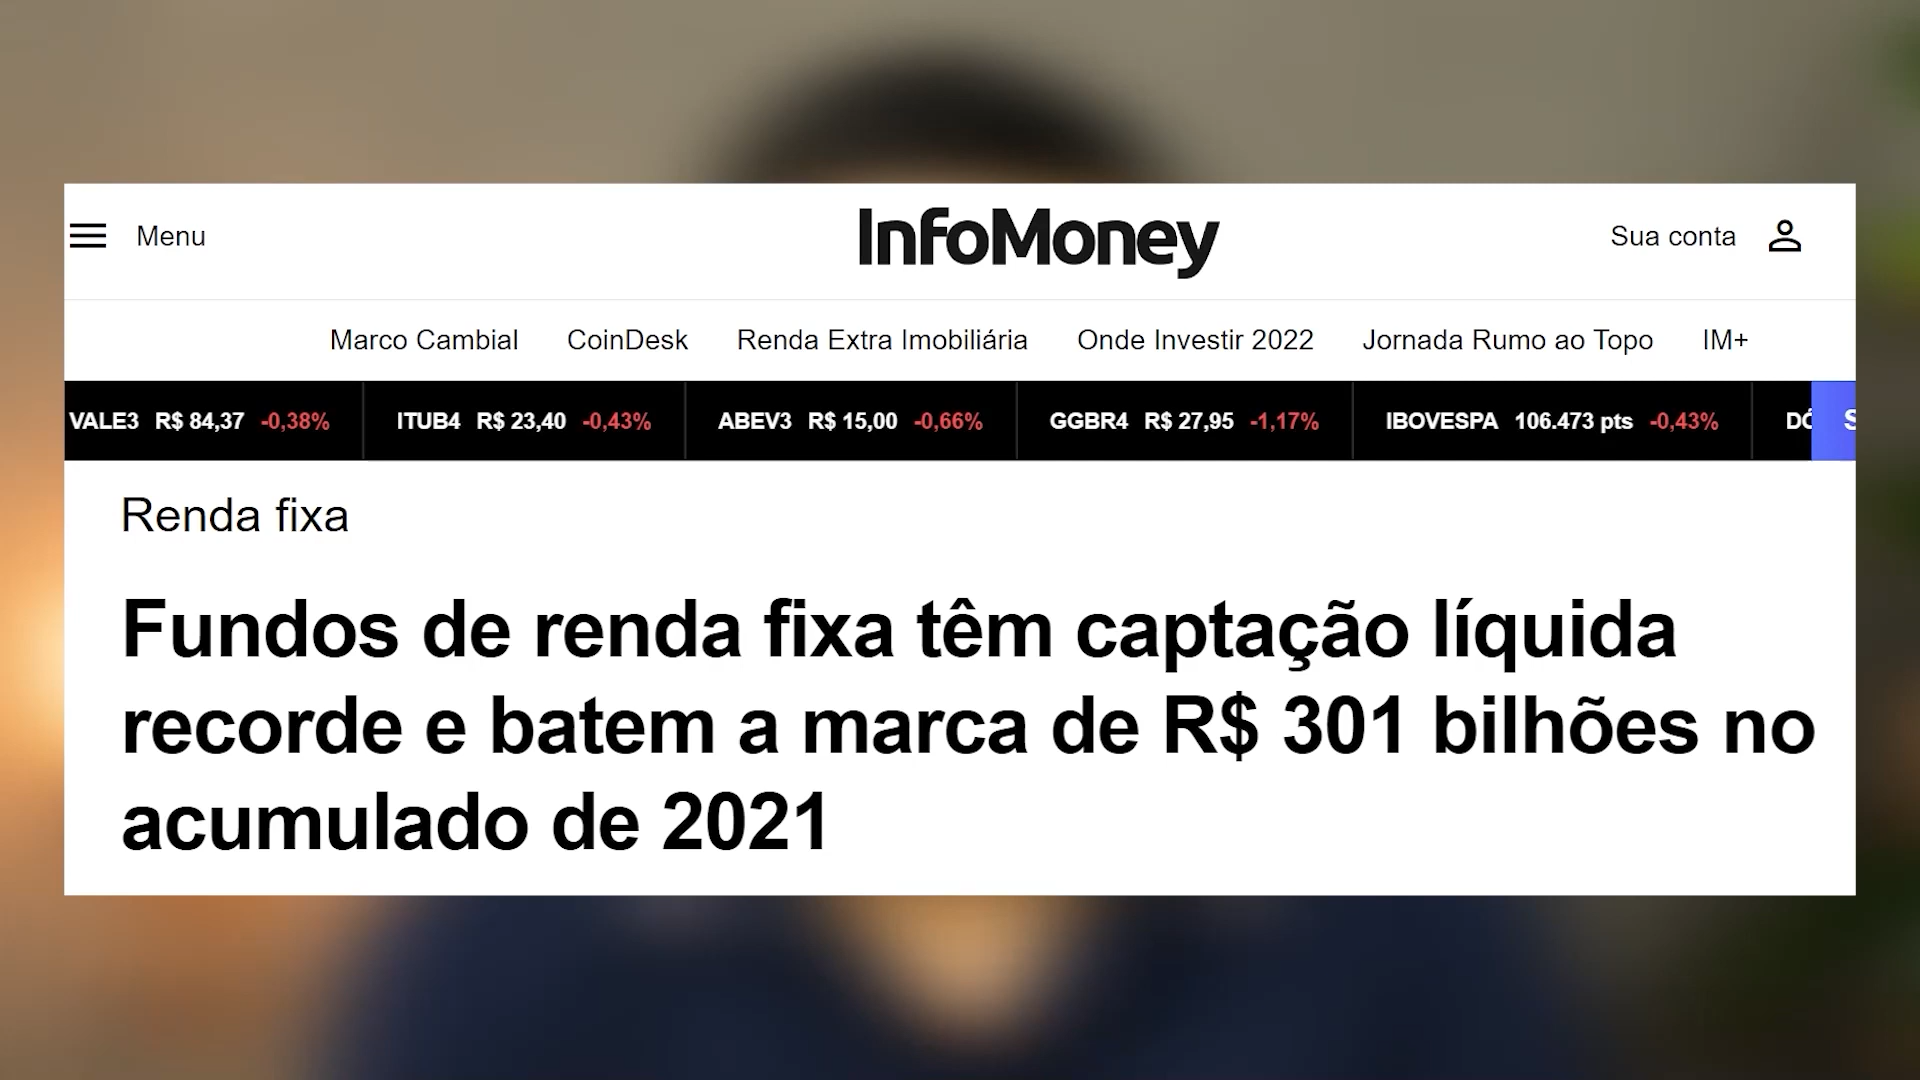 Menu
InfoMoney
Sua conta
Marco Cambial CoinDesk Renda Extra Imobiliária Onde Investir 2022 Jornada Rumo ao Topo IM+
VALE3 R$ 84,37 -0,38% ITUB4 R$ 23,40 -0,43% ABEV3 R$ 15,00 -0,66% GGBR4 R$ 27,95 -1,17% IBOVESPA 106.473 pts -0,43%
Renda fixa
Fundos de renda fixa têm captação líquida
recorde e batem a marca de R$ 301 bilhões no
acumulado de 2021